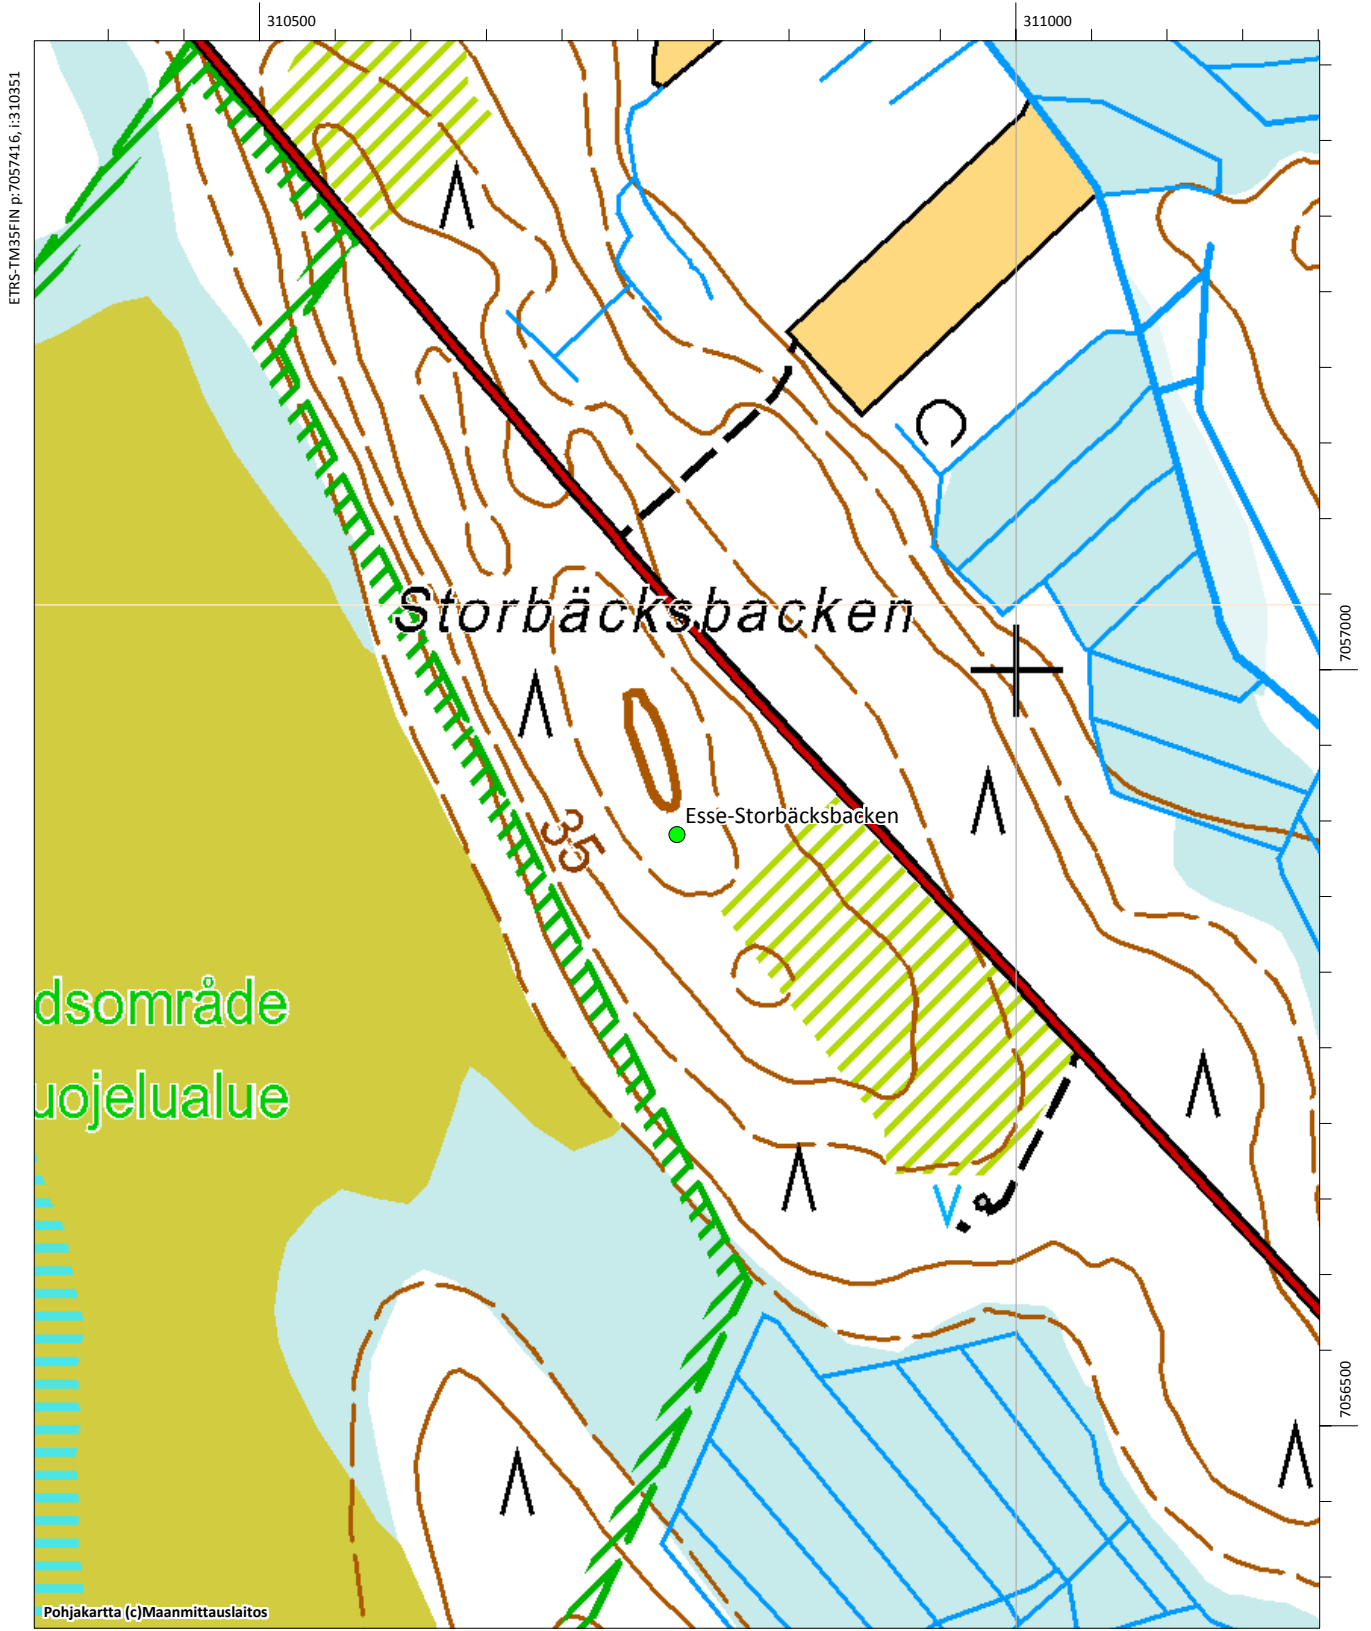 310500
311000
ETRS-TM35FIN p:7057416, i:310351
Storbäcksbacken
7057000
Esse-Storbäcksbacken
35
dsområde
uojelualue
7056500
Pohjakartta (c)Maanmittauslaitos